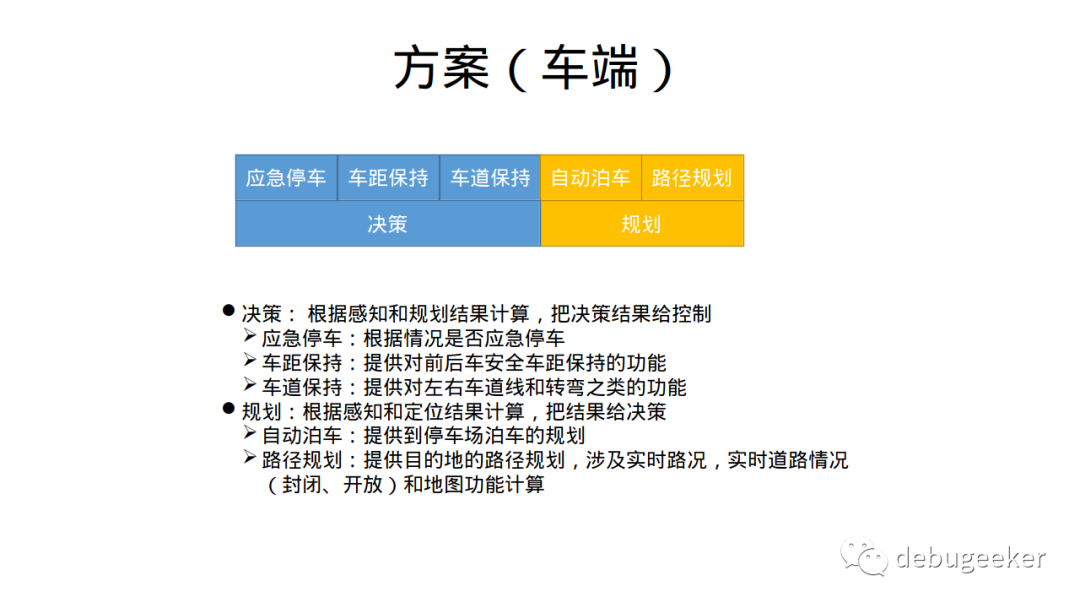 方案（车端）
应急停车 车距保持 车道保持 自动泊车 路径规划
决策 规划
● 决策： 根据感知和规划结果计算，把决策结果给控制
➢ 应急停车：根据情况是否应急停车
➢ 车距保持：提供对前后车安全车距保持的功能
➢ 车道保持：提供对左右车道线和转弯之类的功能
● 规划：根据感知和定位结果计算，把结果给决策
➢ 自动泊车：提供到停车场泊车的规划
➢ 路径规划：提供目的地的路径规划，涉及实时路况，实时道路情况
（封闭、开放）和地图功能计算
debugeeker